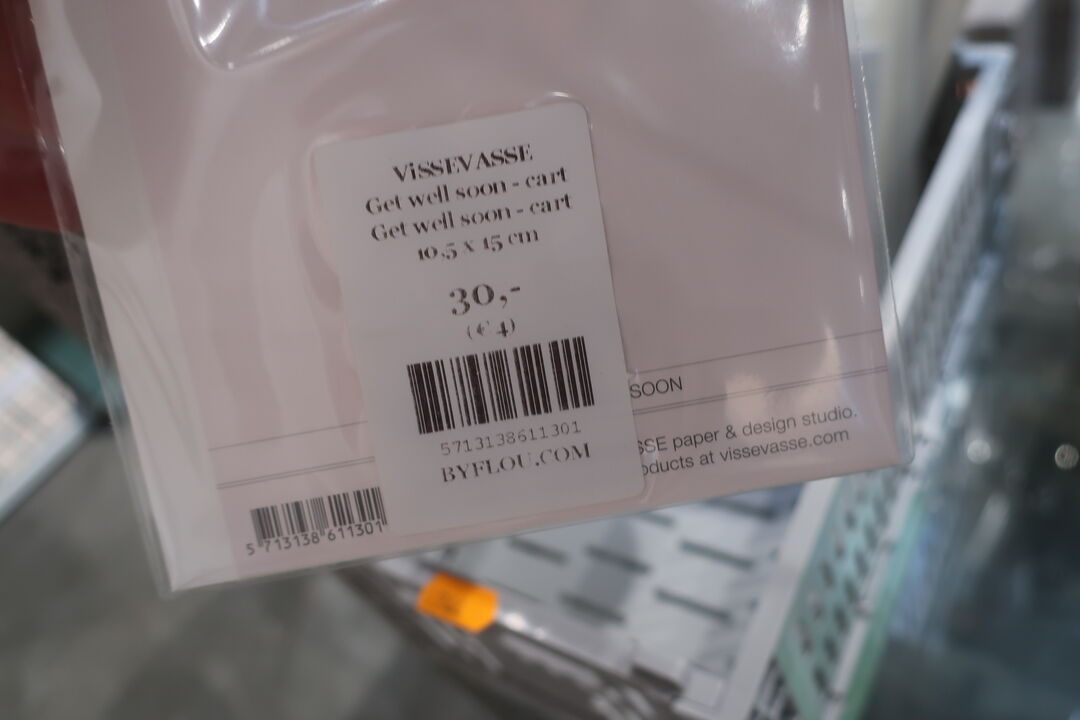 ViSSEVASSE
Get well soon - cart
Get well soon - cart
10,5 x 15 cm
30,-
(€ 4)
5713138611301
BYFLOU.COM
SOON
SSE paper & design studio.
oducts at vissevasse.com
5 713138 611301